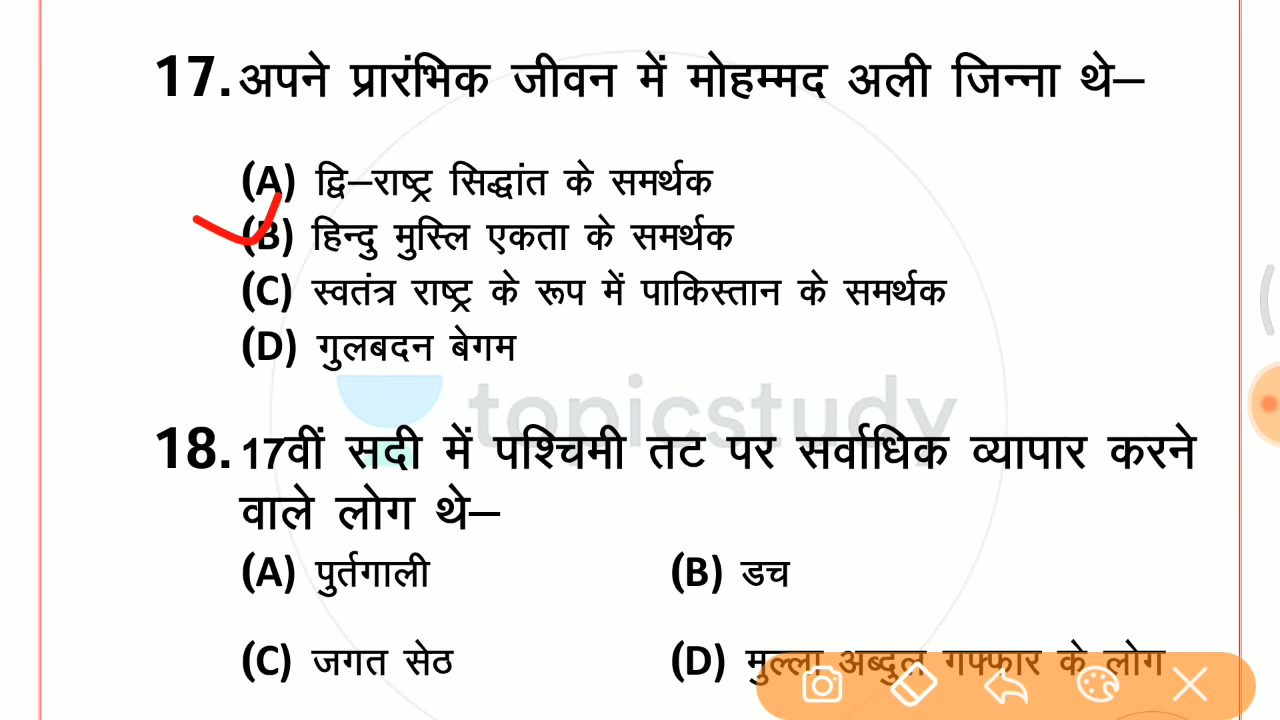 17. अपने प्रारंभिक जीवन में मोहम्मद अली जिन्ना थे–
(A) द्वि–राष्ट्र सिद्धांत के समर्थक
(B) हिन्दु मुस्लि एकता के समर्थक
(C) स्वतंत्र राष्ट्र के रूप में पाकिस्तान के समर्थक
(D) गुलबदन बेगम
topicstudy
18. 17वीं सदी में पश्चिमी तट पर सर्वाधिक व्यापार करने
वाले लोग थे–
(A) पुर्तगाली (B) डच
(C) जगत सेठ (D) मुल्ला अब्दुल गफ्फार के लोग